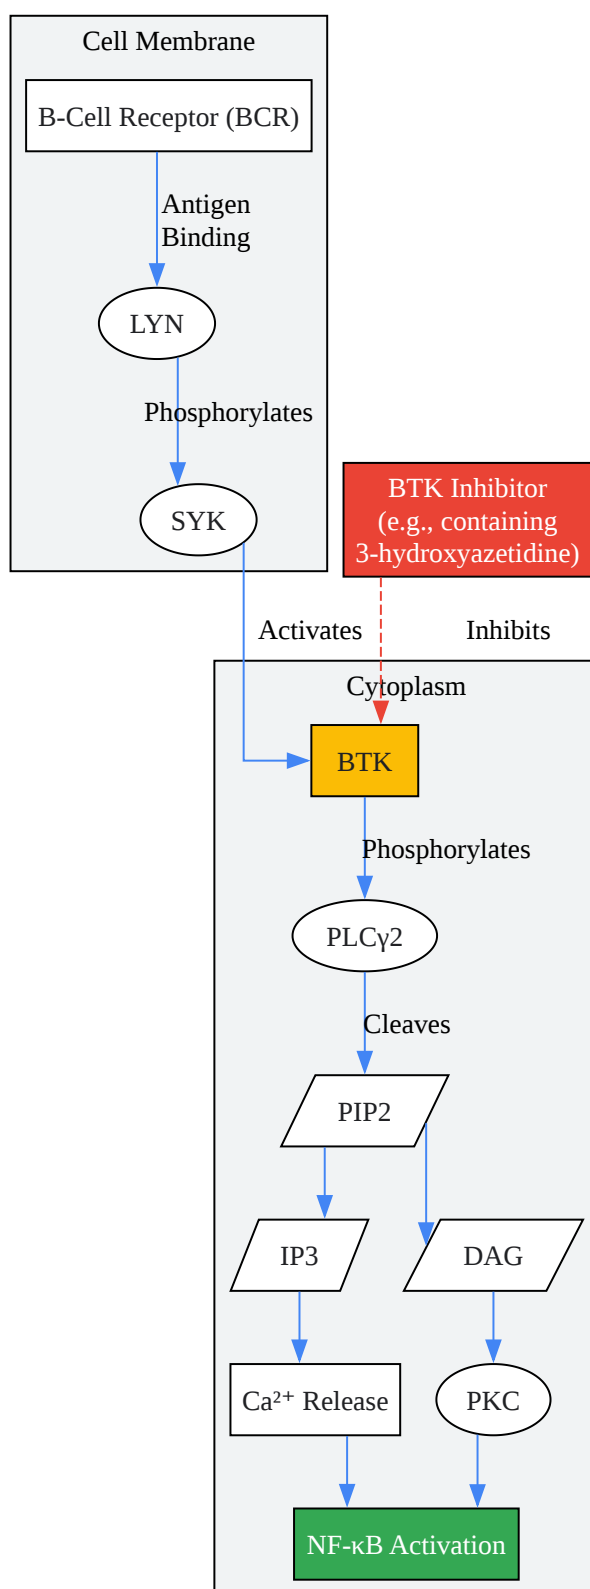 Cell Membrane
B-Cell Receptor (BCR)
Antigen
Binding
LYN
Phosphorylates
SYK
BTK Inhibitor
(e.g., containing
3-hydroxyazetidine)
Activates
Inhibits
Cytoplasm
BTK
Phosphorylates
PLCγ2
Cleaves
PIP2
IP3
DAG
Ca²⁺ Release
PKC
NF-κB Activation